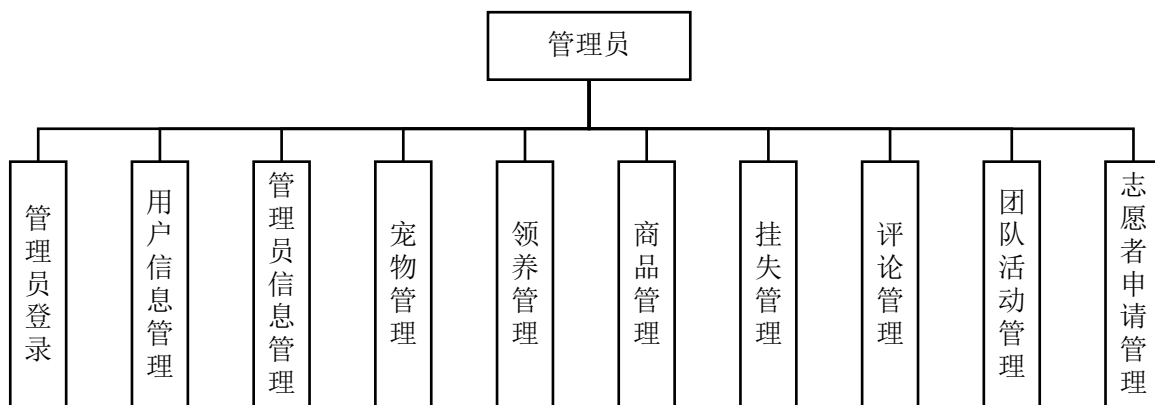 管理员
管理员登录
用户信息管理
管理员信息管理
宠物管理
领养管理
商品管理
挂失管理
评论管理
团队活动管理
志愿者申请管理